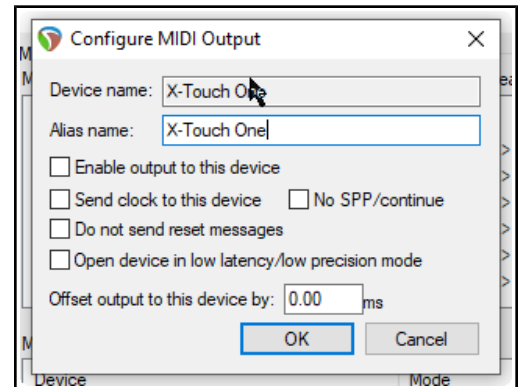 Configure MIDI Output
Device name: X-Touch One
Alias name: X-Touch One
Enable output to this device
Send clock to this device No SPP/continue
Do not send reset messages
Open device in low latency/low precision mode
Offset output to this device by: 0.00 ms
OK Cancel
Device Mode